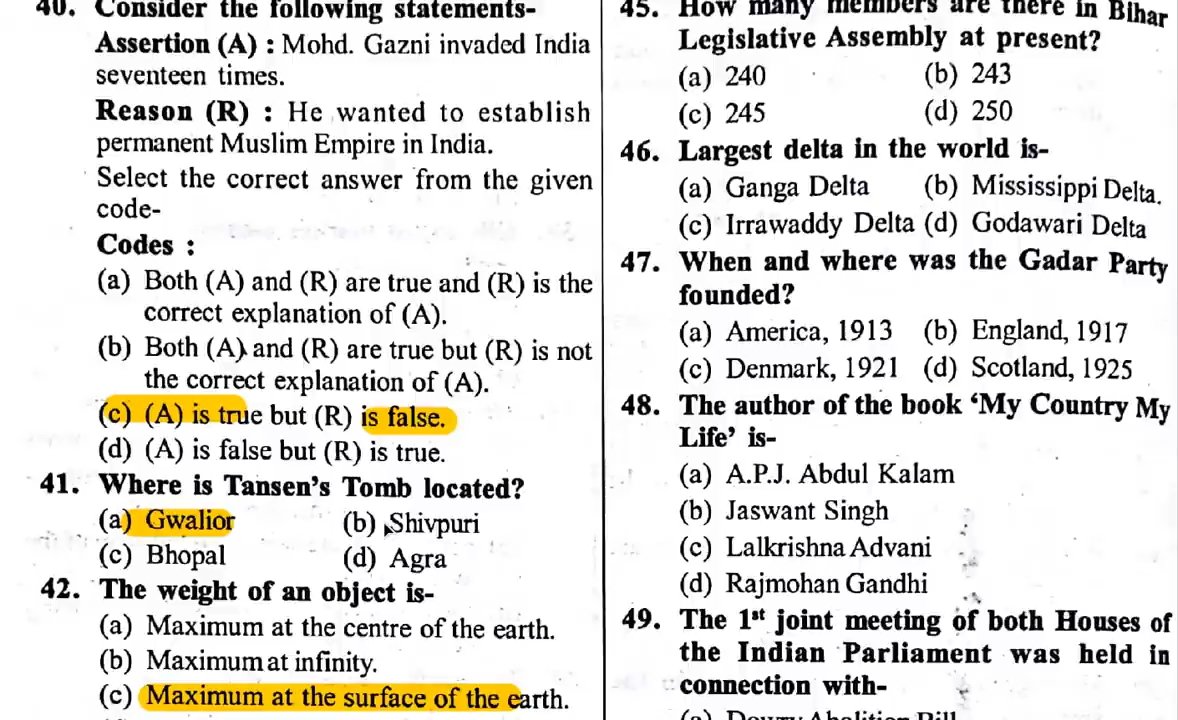 40. Consider the following statements-
Assertion (A) : Mohd. Gazni invaded India
seventeen times.
Reason (R) : He wanted to establish
permanent Muslim Empire in India.
Select the correct answer from the given
code-
Codes :
(a) Both (A) and (R) are true and (R) is the
correct explanation of (A).
(b) Both (A) and (R) are true but (R) is not
the correct explanation of (A).
(c) (A) is true but (R) is false.
(d) (A) is false but (R) is true.
41. Where is Tansen's Tomb located?
(a) Gwalior (b) Shivpuri
(c) Bhopal (d) Agra
42. The weight of an object is-
(a) Maximum at the centre of the earth.
(b) Maximum at infinity.
(c) Maximum at the surface of the earth.
45. How many members are there in Bihar
Legislative Assembly at present?
(a) 240 (b) 243
(c) 245 (d) 250
46. Largest delta in the world is-
(a) Ganga Delta (b) Mississippi Delta.
(c) Irrawaddy Delta (d) Godawari Delta
47. When and where was the Gadar Party
founded?
(a) America, 1913 (b) England, 1917
(c) Denmark, 1921 (d) Scotland, 1925
48. The author of the book ‘My Country My
Life’ is-
(a) A.P.J. Abdul Kalam
(b) Jaswant Singh
(c) Lalkrishna Advani
(d) Rajmohan Gandhi
49. The 1st joint meeting of both Houses of
the Indian Parliament was held in
connection with-
(a) Dowry Abolition Bill